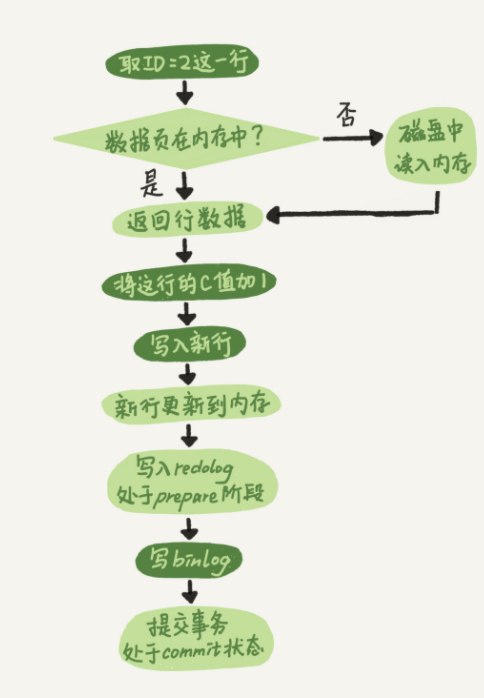 取ID=2这一行
数据页在内存中?
否
磁盘中
读入内存
是
返回行数据
将这行的C值加1
写入新行
新行更新到内存
写入redolog
处于prepare阶段
写binlog
提交事务
处于commit状态